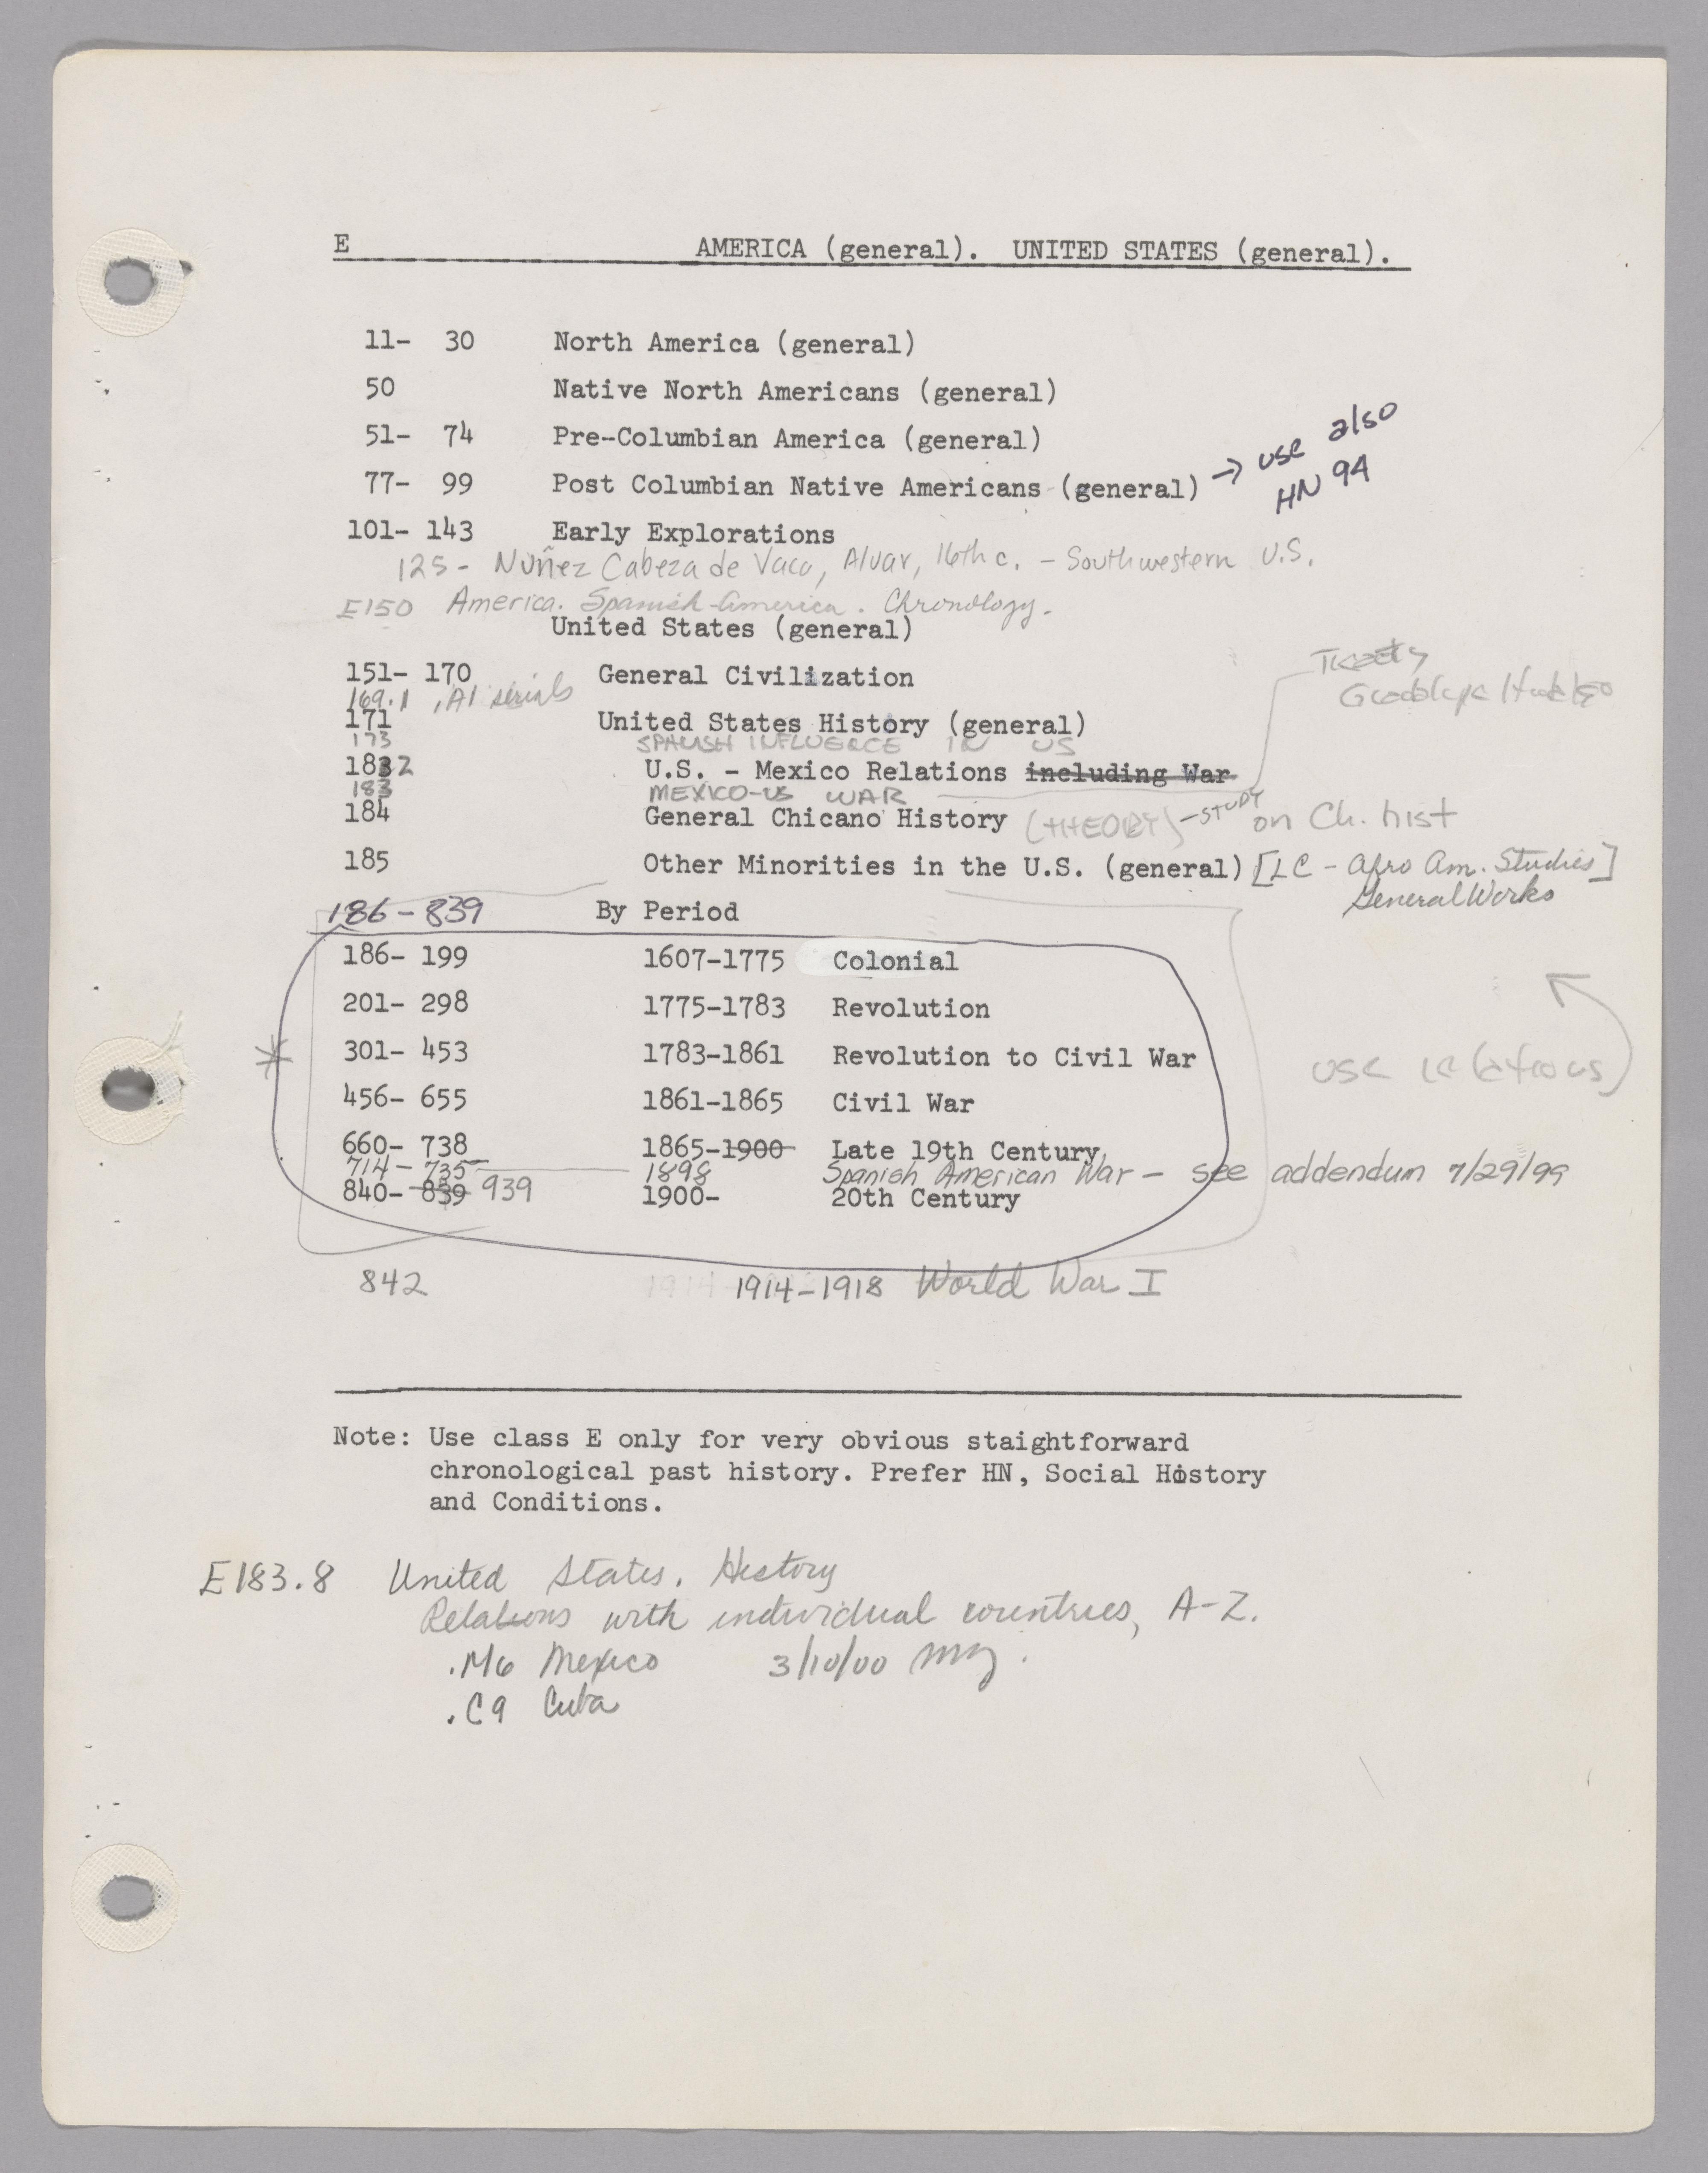 E AMERICA (general). UNITED STATES (general).
11- 30 North America (general)
50 Native North Americans (general)
51- 74 Pre-Columbian America (general)
77- 99 Post Columbian Native Americans (general) → use also
HN 94
101- 143 Early Explorations
125 - Nuñez Cabeza de Vaca, Alvar, 16th c. - Southwestern U.S.
E150 America. Spanish-America. Chronology.
United States (general)
Treaty
Guadalupe Hidalgo
151- 170 General Civilization
169.1 .A1 serials
171 United States History (general)
173 SPANISH INFLUENCE IN US
182 U.S. - Mexico Relations including War
183 MEXICO-US WAR
184 General Chicano History (THEORY) - STUDY on Ch. hist
185 Other Minorities in the U.S. (general) [LC - Afro Am. Studies]
General Works
186 - 839 By Period
186- 199 1607-1775 Colonial
201- 298 1775-1783 Revolution
* 301- 453 1783-1861 Revolution to Civil War
use relations
456- 655 1861-1865 Civil War
660- 738 1865-1900 Late 19th Century
714 - 735 1898 Spanish American War - see addendum 7/29/99
840- 839 939 1900- 20th Century
842 1914-1918 World War I
Note: Use class E only for very obvious staightforward
chronological past history. Prefer HN, Social History
and Conditions.
E183.8 United States. History
Relations with individual countries, A-Z.
.M6 Mexico 3/10/00
.C9 Cuba